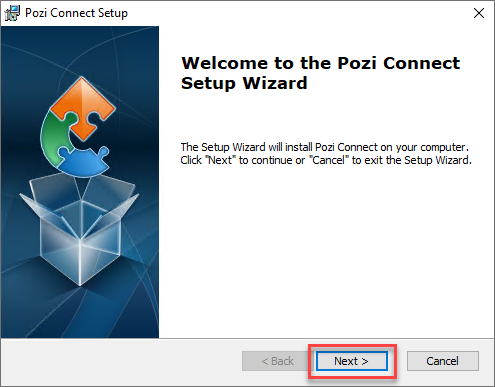 Pozi Connect Setup
Welcome to the Pozi Connect
Setup Wizard
The Setup Wizard will install Pozi Connect on your computer.
Click "Next" to continue or "Cancel" to exit the Setup Wizard.
< Back
Next >
Cancel